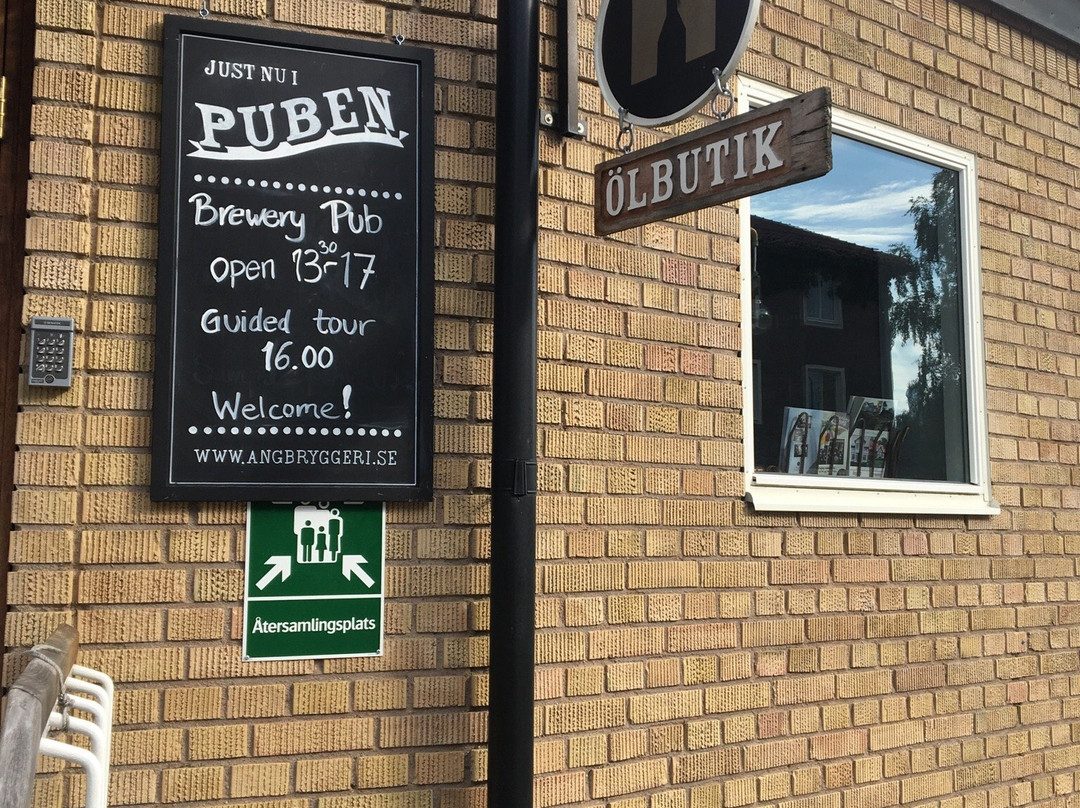 JUST NU I
PUBEN
Brewery Pub
Open 13³⁰-17
Guided tour
16.00
Welcome!
WWW.ANGBRYGGERI.SE
ÖLBUTIK
Återsamlingsplats